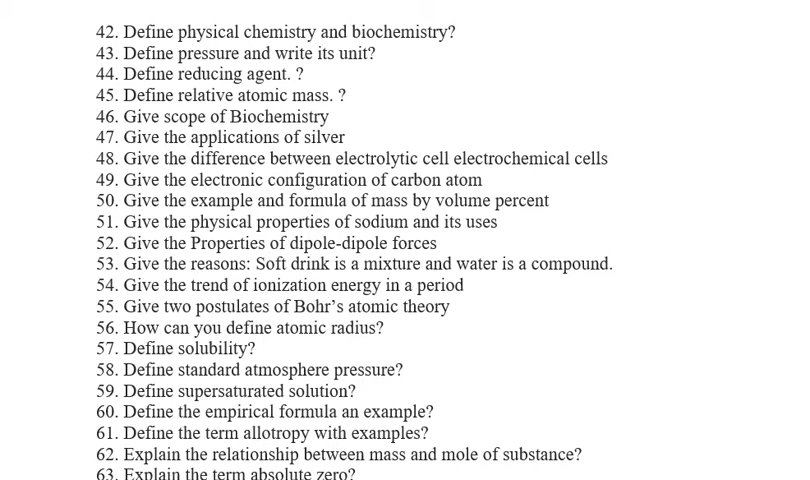 42. Define physical chemistry and biochemistry?
43. Define pressure and write its unit?
44. Define reducing agent. ?
45. Define relative atomic mass. ?
46. Give scope of Biochemistry
47. Give the applications of silver
48. Give the difference between electrolytic cell electrochemical cells
49. Give the electronic configuration of carbon atom
50. Give the example and formula of mass by volume percent
51. Give the physical properties of sodium and its uses
52. Give the Properties of dipole-dipole forces
53. Give the reasons: Soft drink is a mixture and water is a compound.
54. Give the trend of ionization energy in a period
55. Give two postulates of Bohr’s atomic theory
56. How can you define atomic radius?
57. Define solubility?
58. Define standard atmosphere pressure?
59. Define supersaturated solution?
60. Define the empirical formula an example?
61. Define the term allotropy with examples?
62. Explain the relationship between mass and mole of substance?
63. Explain the term absolute zero?